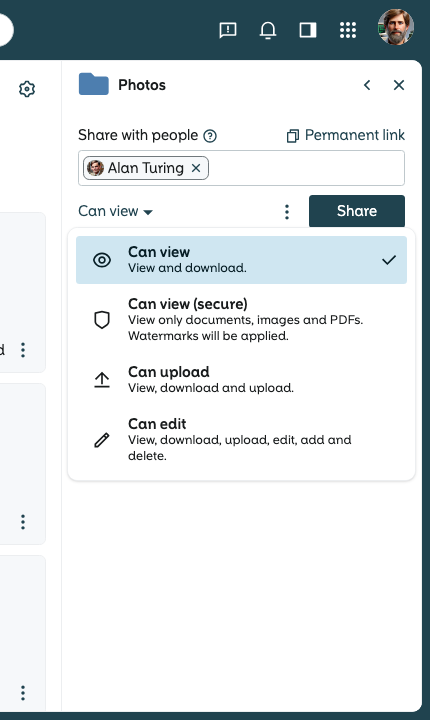 Photos
Share with people
Permanent link
Alan Turing
Can view
Share
Can view
View and download.
Can view (secure)
View only documents, images and PDFs.
Watermarks will be applied.
d
Can upload
View, download and upload.
Can edit
View, download, upload, edit, add and
delete.